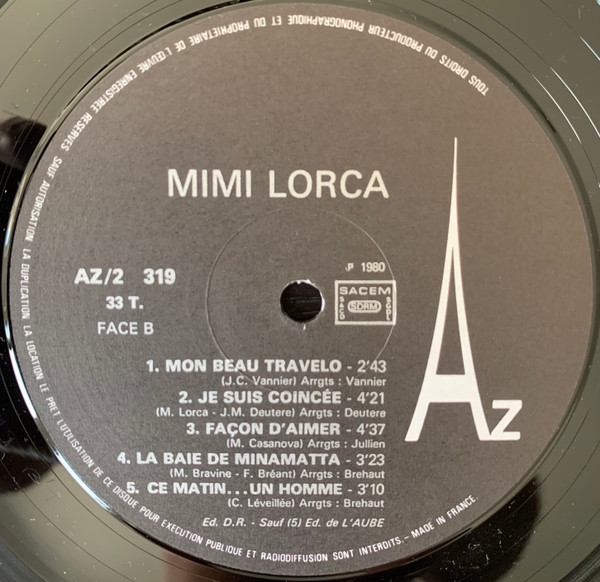 TOUS DROITS DU PRODUCTEUR PHONOGRAPHIQUE ET DU PROPRIETAIRE DE L'ŒUVRE ENREGISTREE RESERVES. SAUF AUTORISATION LA DUPLICATION, LA LOCATION, LE PRET, L'UTILISATION DE CE DISQUE POUR EXECUTION PUBLIQUE ET RADIODIFFUSION SONT INTERDITS. - MADE IN FRANCE.
MIMI LORCA
AZ/2 319
33 T.
FACE B
℗ 1980
SACEM
SACD SDRM SGDL
1. MON BEAU TRAVELO - 2'43
(J.C. Vannier) Arrgts : Vannier
2. JE SUIS COINCÉE - 4'21
(M. Lorca - J.M. Deutere) Arrgts : Deutere
3. FAÇON D'AIMER - 4'37
(M. Casanova) Arrgts : Jullien
4. LA BAIE DE MINAMATTA - 3'23
(M. Bravine - F. Bréant) Arrgts : Brehaut
5. CE MATIN...UN HOMME - 3'10
(C. Léveillée) Arrgts : Brehaut
Ed. D.R. - Sauf (5) Ed. de L'AUBE
AZ